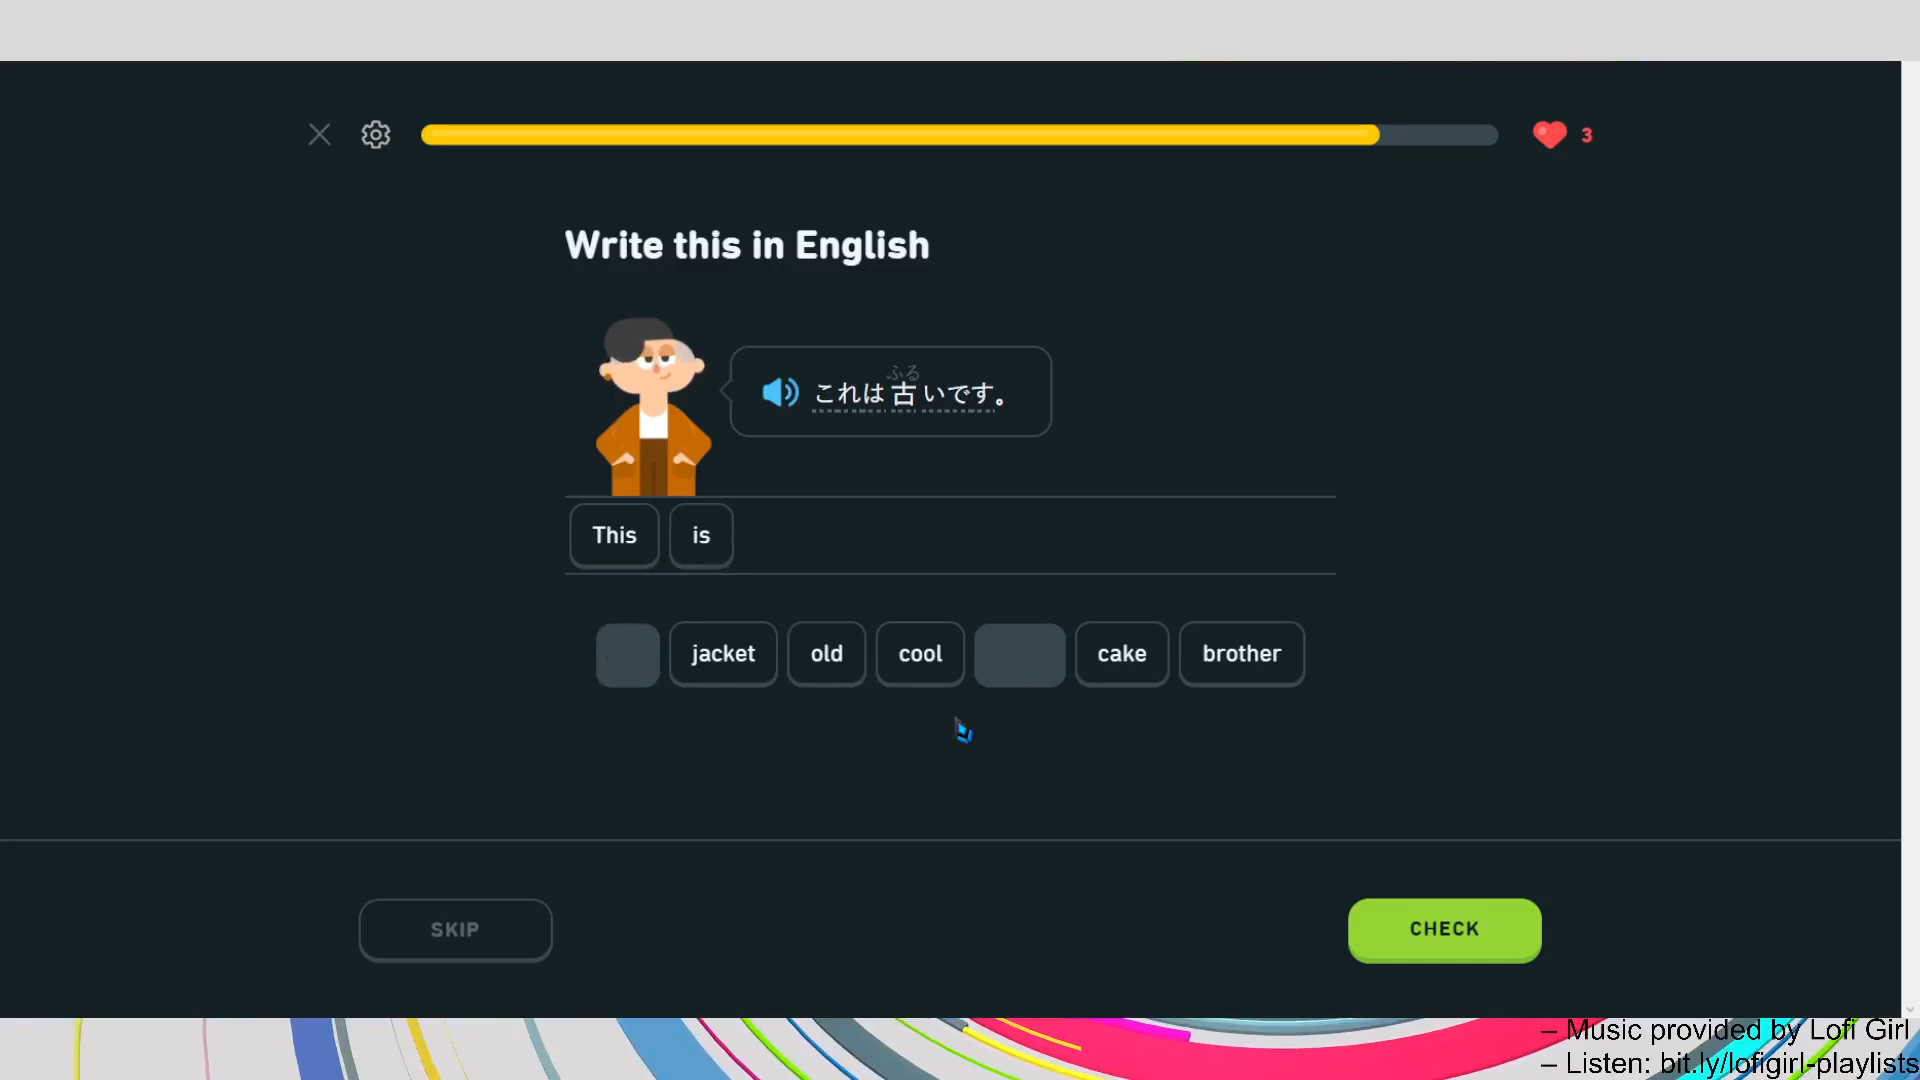 3
Write this in English
ふる
これは古いです。
This is
jacket old cool cake brother
SKIP CHECK
– Music provided by Lofi Girl
– Listen: bit.ly/lofigirl-playlists